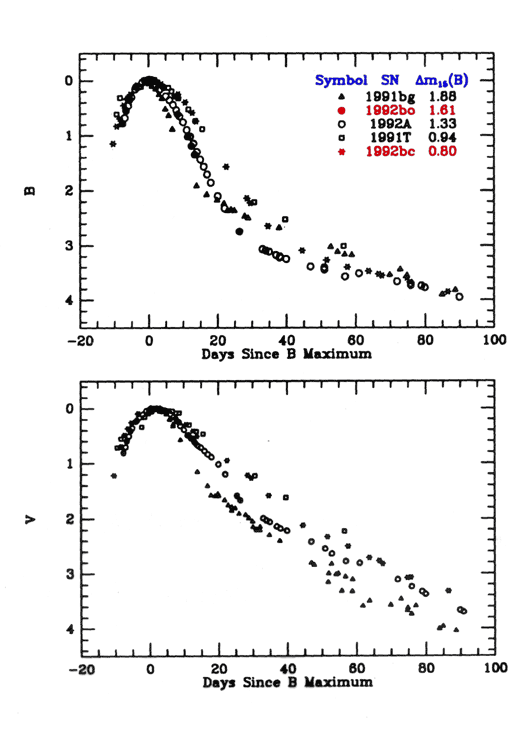 Symbol SN Δm₁₅(B)
1991bg 1.88
1992bo 1.61
1992A 1.33
1991T 0.94
1992bc 0.80
0
1
2
3
4
B
-20 0 20 40 60 80 100
Days Since B Maximum
0
1
2
3
4
V
-20 0 20 40 60 80 100
Days Since B Maximum